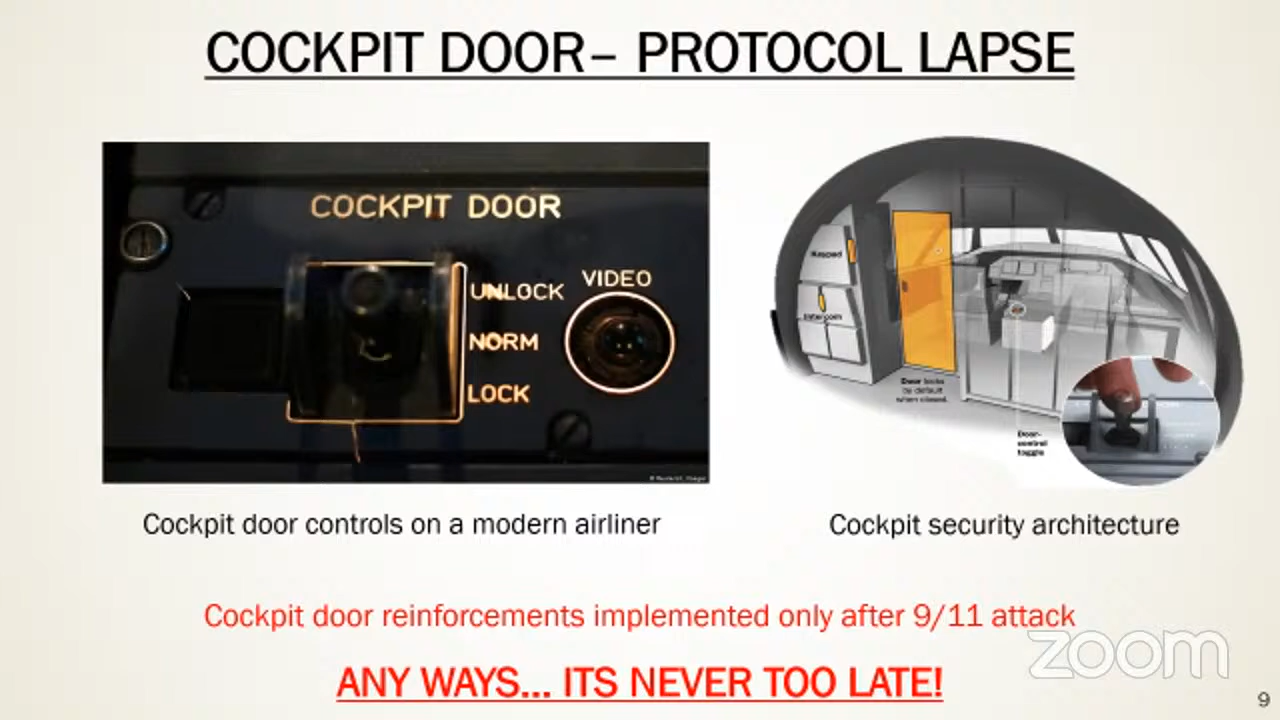 COCKPIT DOOR– PROTOCOL LAPSE
COCKPIT DOOR
UNLOCK
NORM
LOCK
VIDEO
Keypad
Intercom
Door locks
by default
when closed.
Door-
control
toggle
Cockpit door controls on a modern airliner
Cockpit security architecture
Cockpit door reinforcements implemented only after 9/11 attack
ANY WAYS... ITS NEVER TOO LATE!
zoom
9